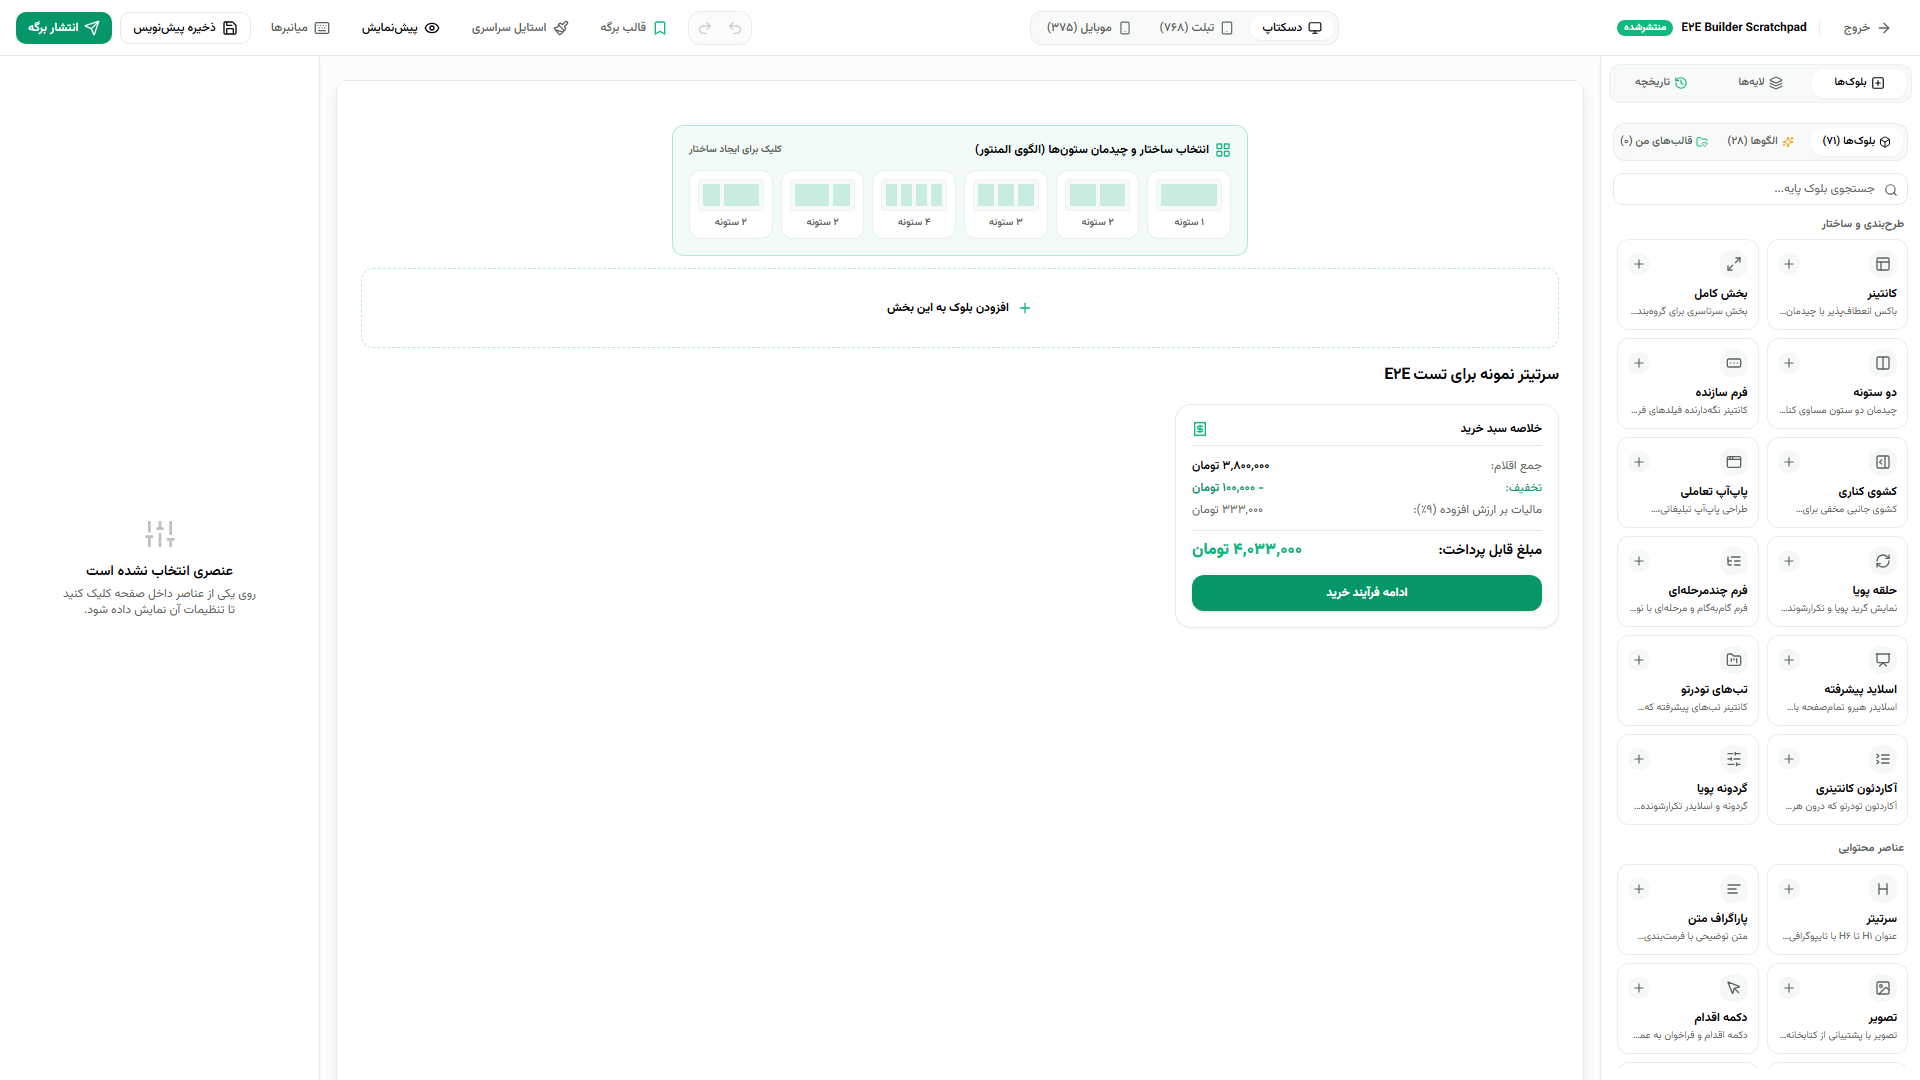 خروج
E۲E Builder Scratchpad
منتشرشده
دسکتاپ
تبلت (۷۶۸)
موبایل (۳۷۵)
قالب برگه
استایل سراسری
پیش‌نمایش
میانبرها
ذخیره پیش‌نویس
انتشار برگه
بلوک‌ها
لایه‌ها
تاریخچه
بلوک‌ها (۷۱)
الگوها (۲۸)
قالب‌های من (۰)
جستجوی بلوک پایه...
طرح‌بندی و ساختار
کانتینر
باکس انعطاف‌پذیر با چیدمان...
بخش کامل
بخش سرتاسری برای گروه‌بند...
دو ستونه
چیدمان دو ستون مساوی کنا...
فرم سازنده
کانتینر نگه‌دارنده فیلدهای فر...
کشوی کناری
کشوی جانبی مخفی برای...
پاپ‌آپ تعاملی
طراحی پاپ‌آپ تبلیغاتی،...
حلقه پویا
نمایش گرید پویا و تکرارشوند...
فرم چندمرحله‌ای
فرم گام‌به‌گام و مرحله‌ای با نو...
اسلاید پیشرفته
اسلایدر هیرو تمام‌صفحه با...
تب‌های تودرتو
کانتینر تب‌های پیشرفته که...
آکاردئون کانتینری
آکاردئون تودرتو که درون هر...
گردونه پویا
گردونه و اسلایدر تکرارشونده...
عناصر محتوایی
سرتیتر
عنوان H۱ تا H۶ با تایپوگرافی...
پاراگراف متن
متن توضیحی با فرمت‌بندی...
تصویر
تصویر با پشتیبانی از کتابخانه...
دکمه اقدام
دکمه اقدام و فراخوان به عمـ...
انتخاب ساختار و چیدمان ستون‌ها (الگوی المنتور)
کلیک برای ایجاد ساختار
۱ ستونه
۲ ستونه
۳ ستونه
۴ ستونه
۲ ستونه
۲ ستونه
افزودن بلوک به این بخش
سرتیتر نمونه برای تست E۲E
خلاصه سبد خرید
جمع اقلام:
۳,۸۰۰,۰۰۰ تومان
تخفیف:
- ۱۰۰,۰۰۰ تومان
مالیات بر ارزش افزوده (۹٪):
۳۳۳,۰۰۰ تومان
مبلغ قابل پرداخت:
۴,۰۳۳,۰۰۰ تومان
ادامه فرآیند خرید
عنصری انتخاب نشده است
روی یکی از عناصر داخل صفحه کلیک کنید
تا تنظیمات آن نمایش داده شود.